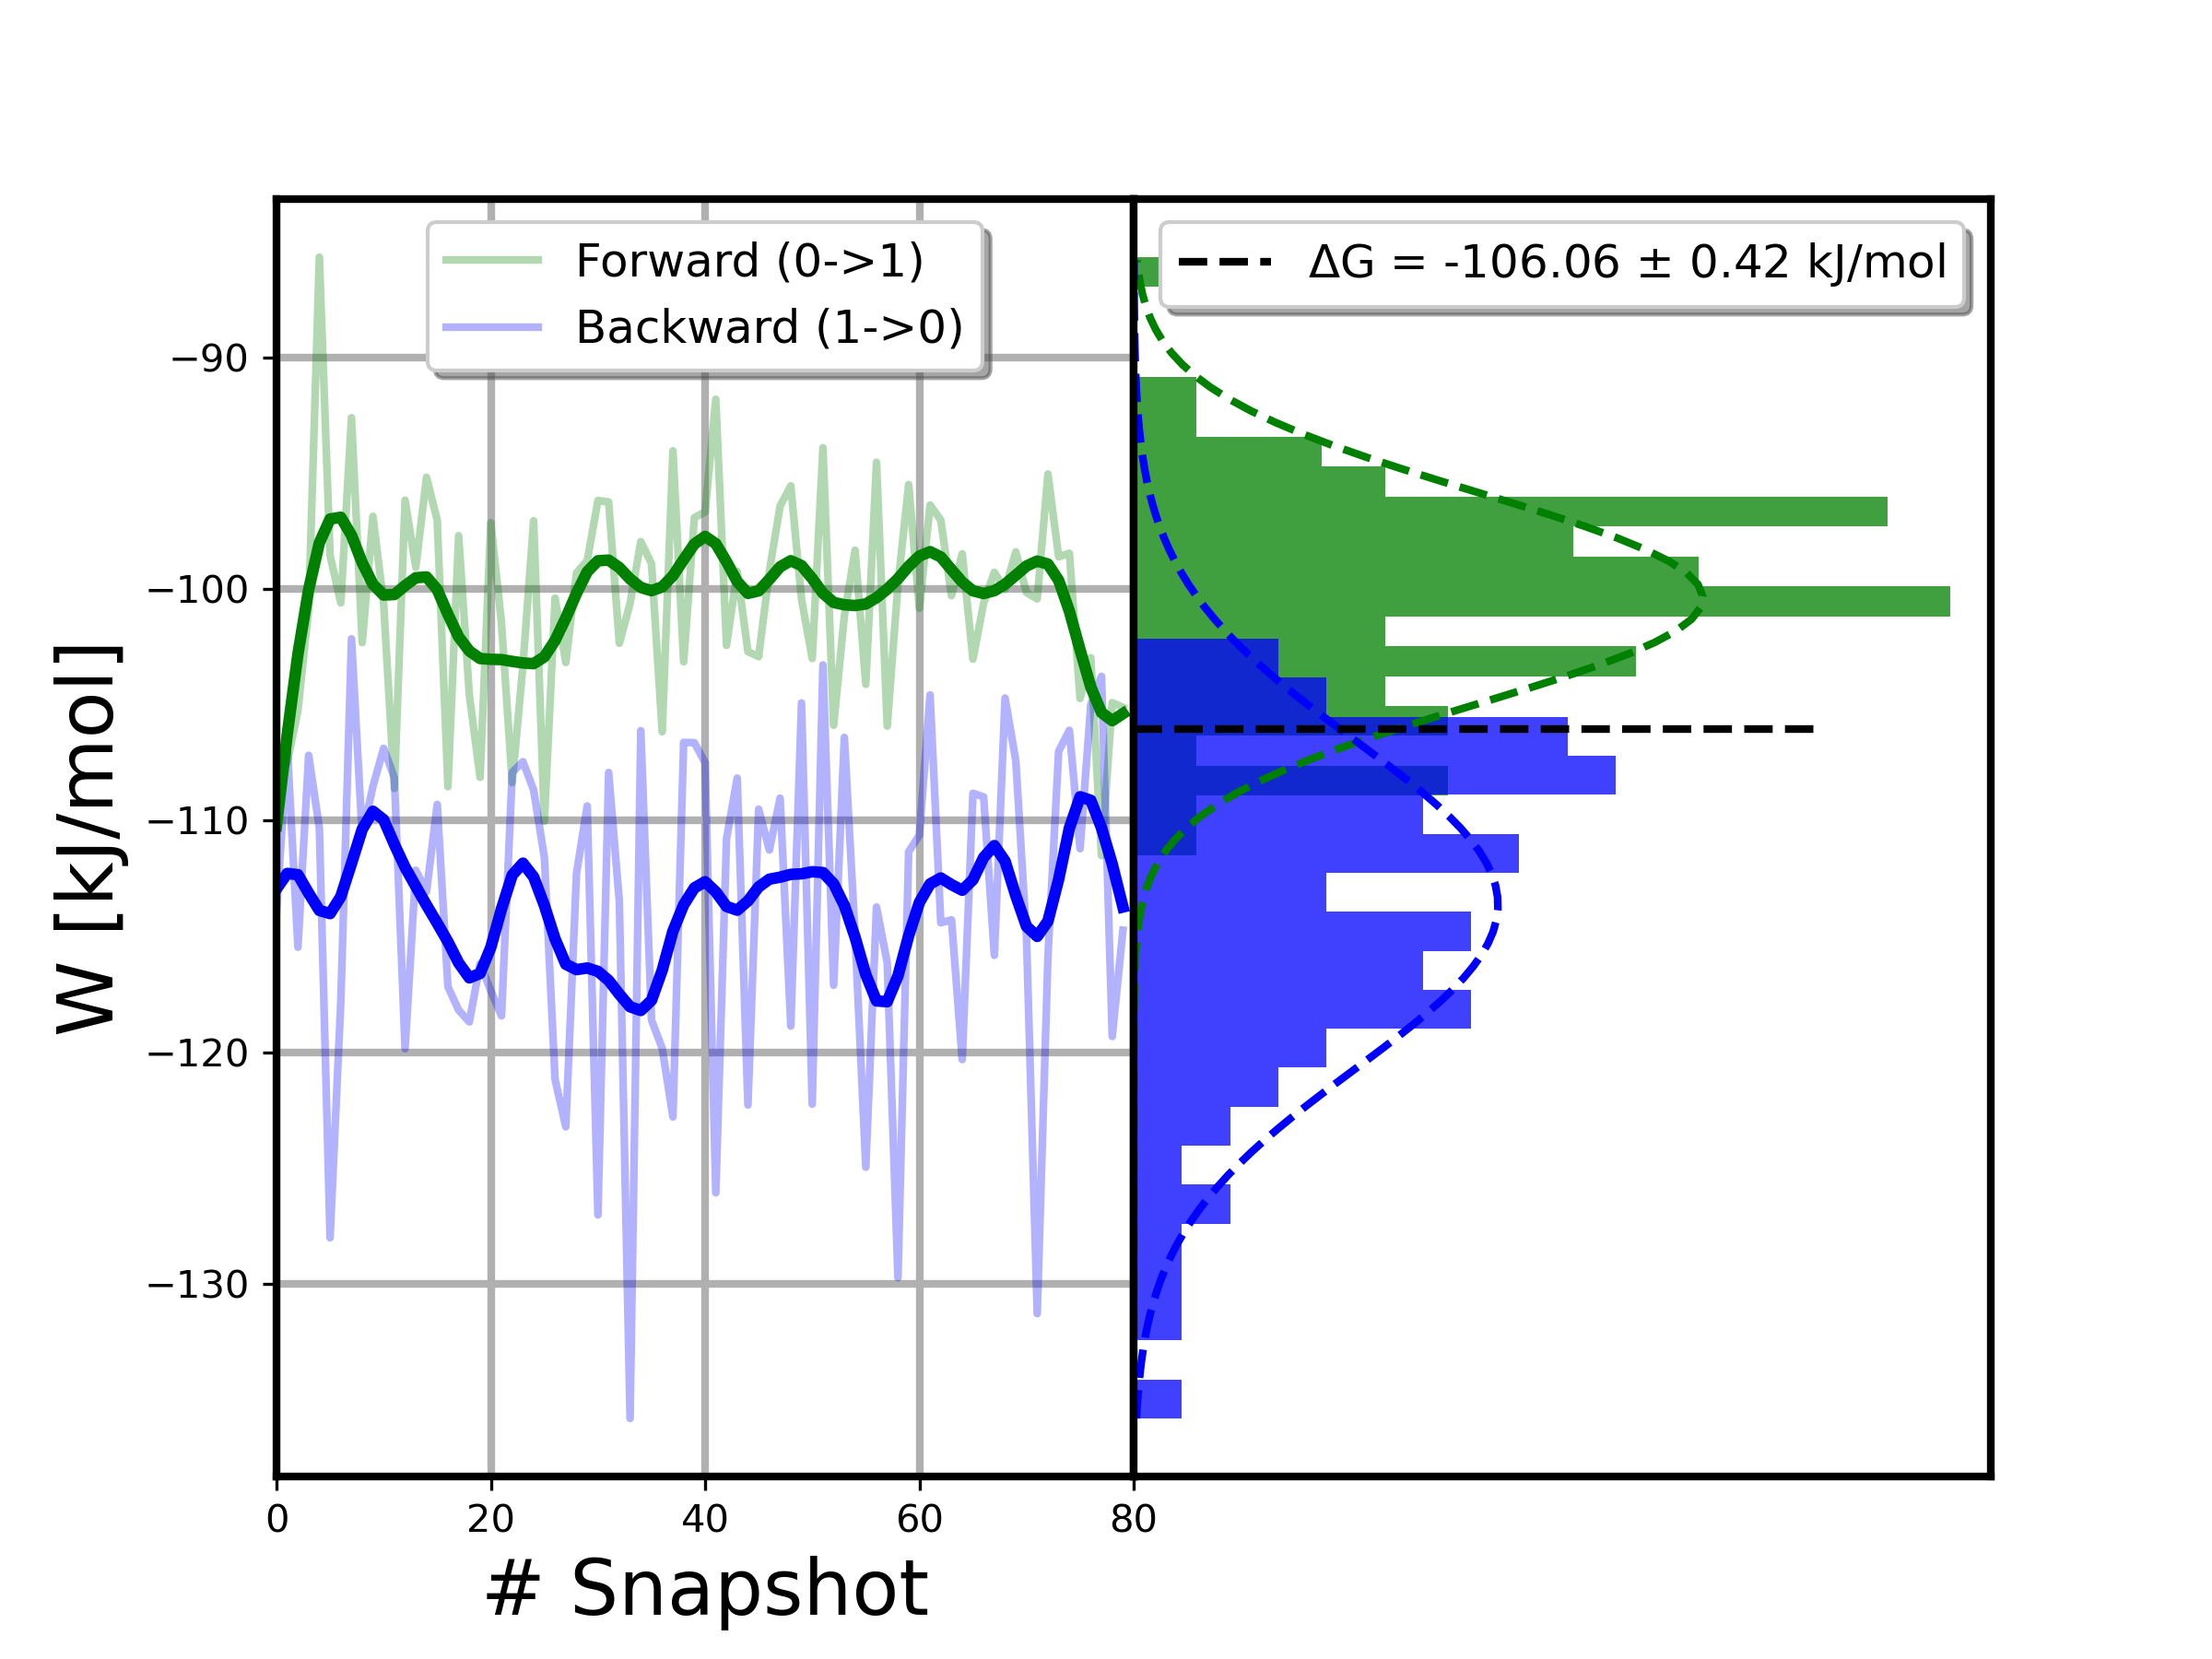 Forward (0->1)
Backward (1->0)
ΔG = -106.06 ± 0.42 kJ/mol
−90
−100
−110
−120
−130
W [kJ/mol]
0 20 40 60 80
# Snapshot